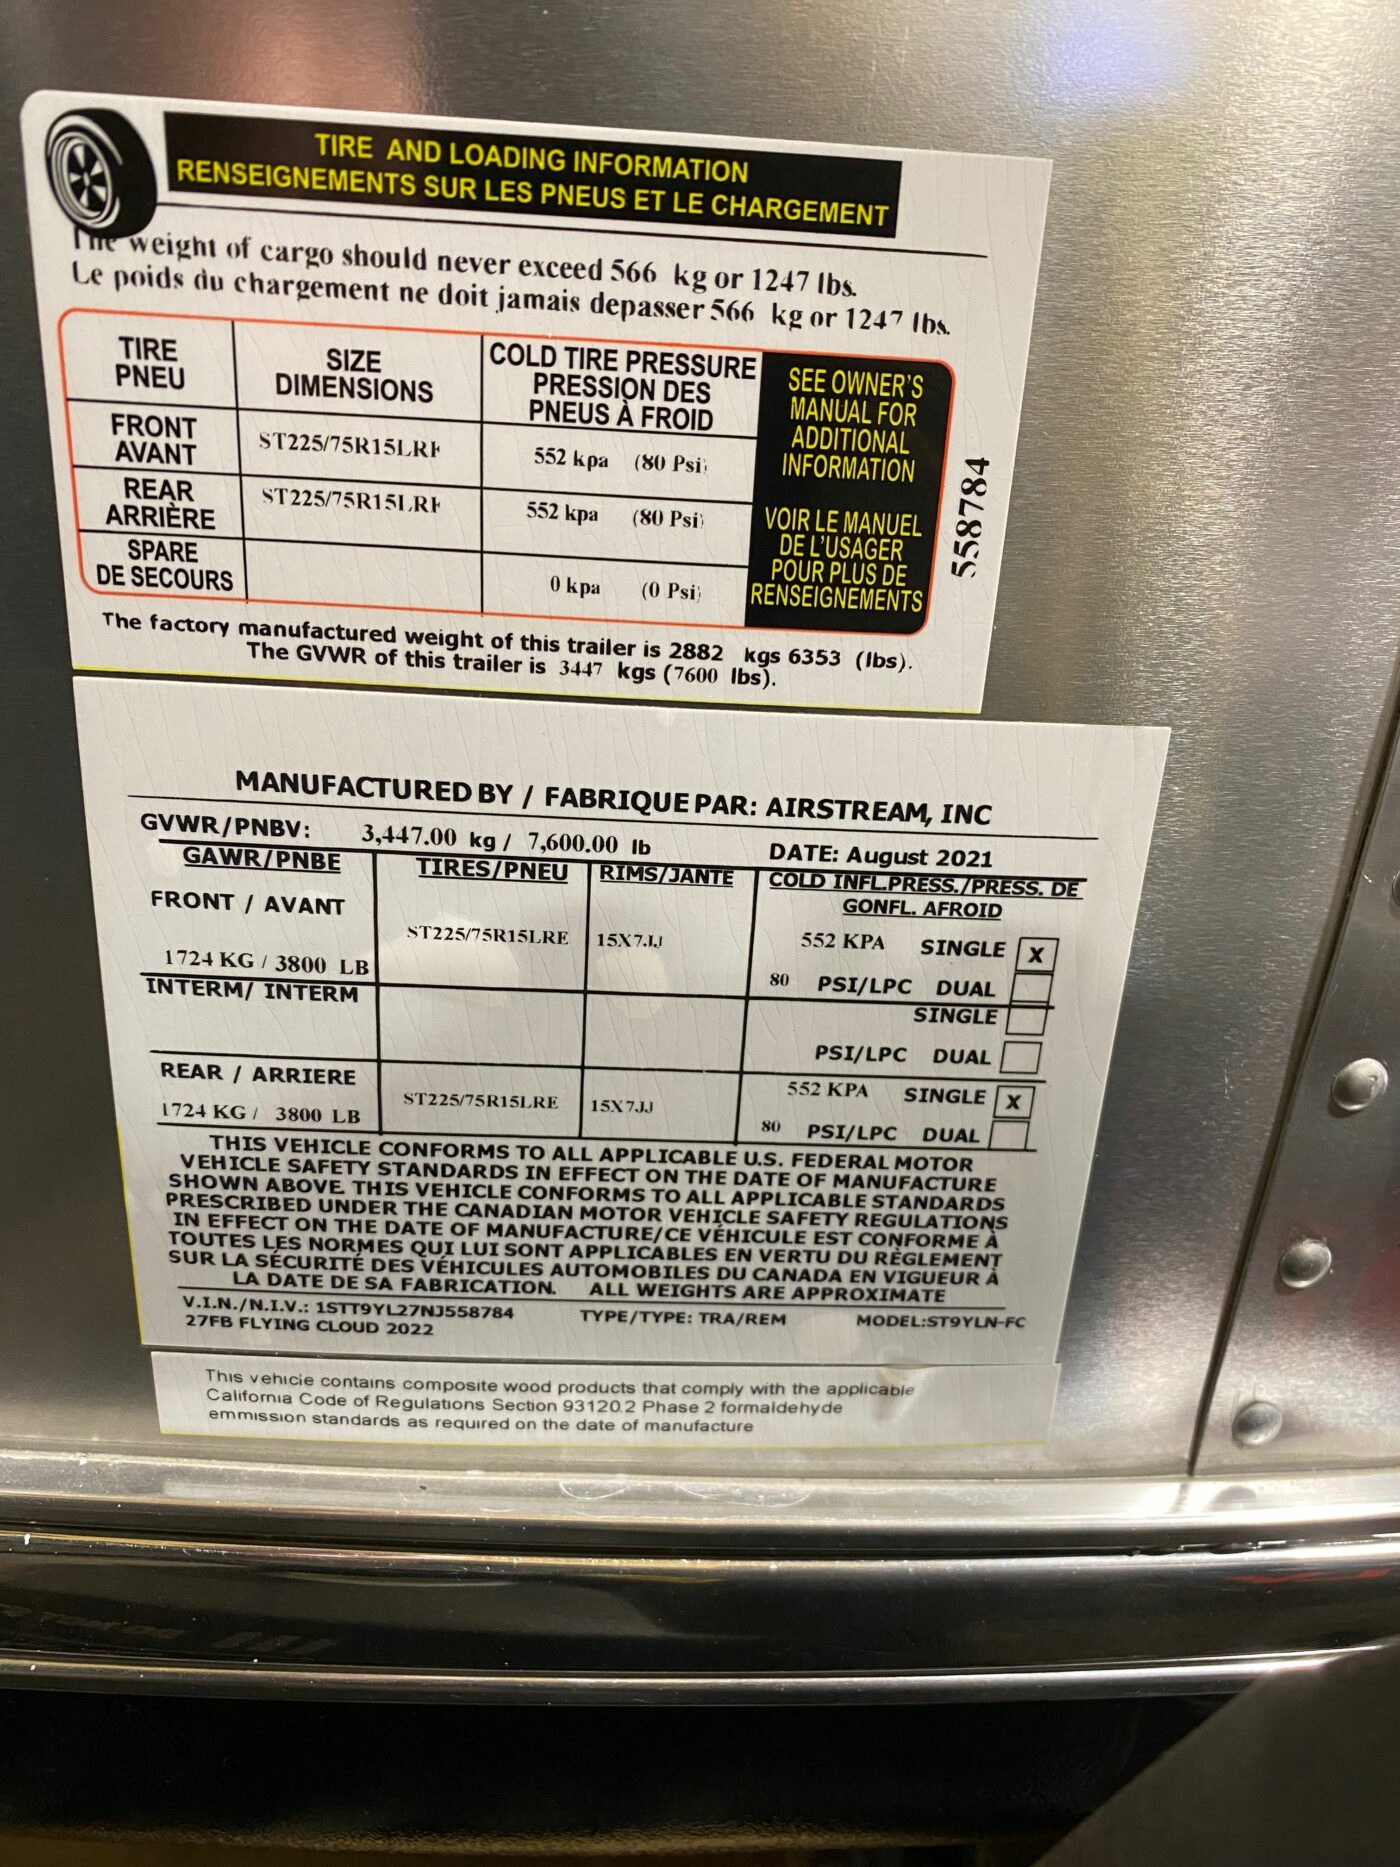 TIRE AND LOADING INFORMATION
RENSEIGNEMENTS SUR LES PNEUS ET LE CHARGEMENT
The weight of cargo should never exceed 566 kg or 1247 lbs.
Le poids du chargement ne doit jamais depasser 566 kg or 1247 lbs.
TIRE
PNEU
SIZE
DIMENSIONS
COLD TIRE PRESSURE
PRESSION DES
PNEUS À FROID
FRONT
AVANT
ST225/75R15LRE
552 kpa (80 Psi)
REAR
ARRIÈRE
ST225/75R15LRE
552 kpa (80 Psi)
SPARE
DE SECOURS
0 kpa (0 Psi)
SEE OWNER'S
MANUAL FOR
ADDITIONAL
INFORMATION
VOIR LE MANUEL
DE L'USAGER
POUR PLUS DE
RENSEIGNEMENTS
558784
The factory manufactured weight of this trailer is 2882 kgs 6353 (lbs).
The GVWR of this trailer is 3447 kgs (7600 lbs).
MANUFACTURED BY / FABRIQUE PAR: AIRSTREAM, INC
GVWR/PNBV: 3,447.00 kg / 7,600.00 lb
DATE: August 2021
GAWR/PNBE
TIRES/PNEU
RIMS/JANTE
COLD INFL.PRESS./PRESS. DE
GONFL. AFROID
FRONT / AVANT
1724 KG / 3800 LB
ST225/75R15LRE
15X7JJ
552 KPA SINGLE X
80 PSI/LPC DUAL
INTERM/ INTERM
SINGLE
PSI/LPC DUAL
REAR / ARRIERE
1724 KG / 3800 LB
ST225/75R15LRE
15X7JJ
552 KPA SINGLE X
80 PSI/LPC DUAL
THIS VEHICLE CONFORMS TO ALL APPLICABLE U.S. FEDERAL MOTOR
VEHICLE SAFETY STANDARDS IN EFFECT ON THE DATE OF MANUFACTURE
SHOWN ABOVE. THIS VEHICLE CONFORMS TO ALL APPLICABLE STANDARDS
PRESCRIBED UNDER THE CANADIAN MOTOR VEHICLE SAFETY REGULATIONS
IN EFFECT ON THE DATE OF MANUFACTURE/CE VÉHICULE EST CONFORME À
TOUTES LES NORMES QUI LUI SONT APPLICABLES EN VERTU DU RÈGLEMENT
SUR LA SÉCURITÉ DES VÉHICULES AUTOMOBILES DU CANADA EN VIGUEUR À
LA DATE DE SA FABRICATION. ALL WEIGHTS ARE APPROXIMATE
V.I.N./N.I.V.: 1STT9YL27NJ558784 TYPE/TYPE: TRA/REM MODEL:ST9YLN-FC
27FB FLYING CLOUD 2022
This vehicle contains composite wood products that comply with the applicable
California Code of Regulations Section 93120.2 Phase 2 formaldehyde
emmission standards as required on the date of manufacture